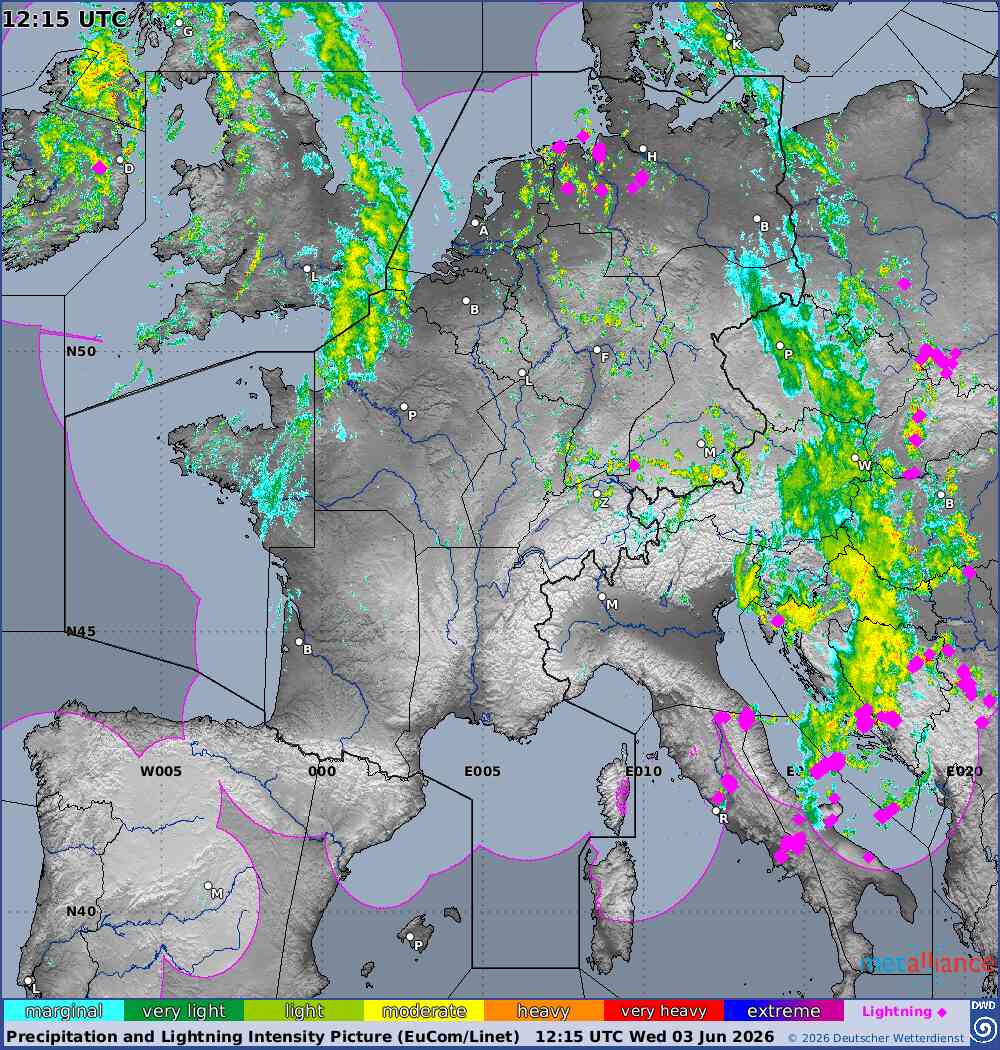 12:15 UTC
G
K
D
H
A
B
L
B
N50
F
P
L
P
M
W
Z
B
M
N45
B
W005
000
E005
E010
E020
R
M
N40
P
L
metalliance
marginal very light light moderate heavy very heavy extreme Lightning
DWD
Precipitation and Lightning Intensity Picture (EuCom/Linet) 12:15 UTC Wed 03 Jun 2026 © 2026 Deutscher Wetterdienst